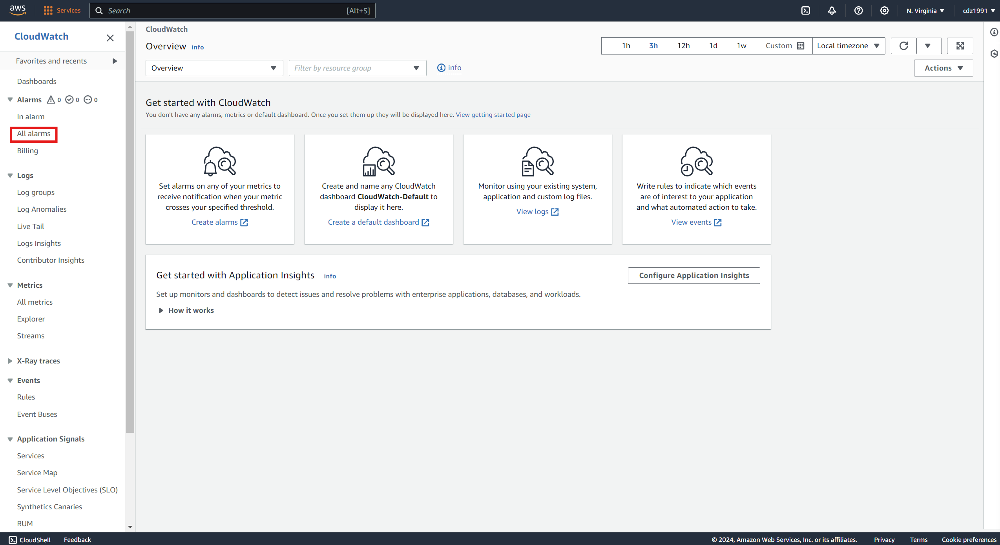 aws
Services
Search
[Alt+S]
N. Virginia
cdz1991
CloudWatch
Favorites and recents
Dashboards
Alarms 0 0 0
In alarm
All alarms
Billing
Logs
Log groups
Log Anomalies
Live Tail
Logs Insights
Contributor Insights
Metrics
All metrics
Explorer
Streams
X-Ray traces
Events
Rules
Event Buses
Application Signals
Services
Service Map
Service Level Objectives (SLO)
Synthetics Canaries
RUM
CloudWatch
Overview info
1h 3h 12h 1d 1w Custom Local timezone
Overview
Filter by resource group
info
Actions
Get started with CloudWatch
You don't have any alarms, metrics or default dashboard. Once you set them up they will be displayed here. View getting started page
Set alarms on any of your metrics to
receive notification when your metric
crosses your specified threshold.
Create alarms
Create and name any CloudWatch
dashboard CloudWatch-Default to
display it here.
Create a default dashboard
Monitor using your existing system,
application and custom log files.
View logs
Write rules to indicate which events
are of interest to your application
and what automated action to take.
View events
Get started with Application Insights info
Configure Application Insights
Set up monitors and dashboards to detect issues and resolve problems with enterprise applications, databases, and workloads.
How it works
CloudShell Feedback
© 2024, Amazon Web Services, Inc. or its affiliates. Privacy Terms Cookie preferences